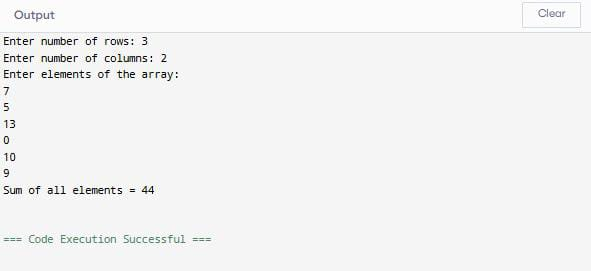 Output
Clear
Enter number of rows: 3
Enter number of columns: 2
Enter elements of the array:
7
5
13
0
10
9
Sum of all elements = 44
=== Code Execution Successful ===